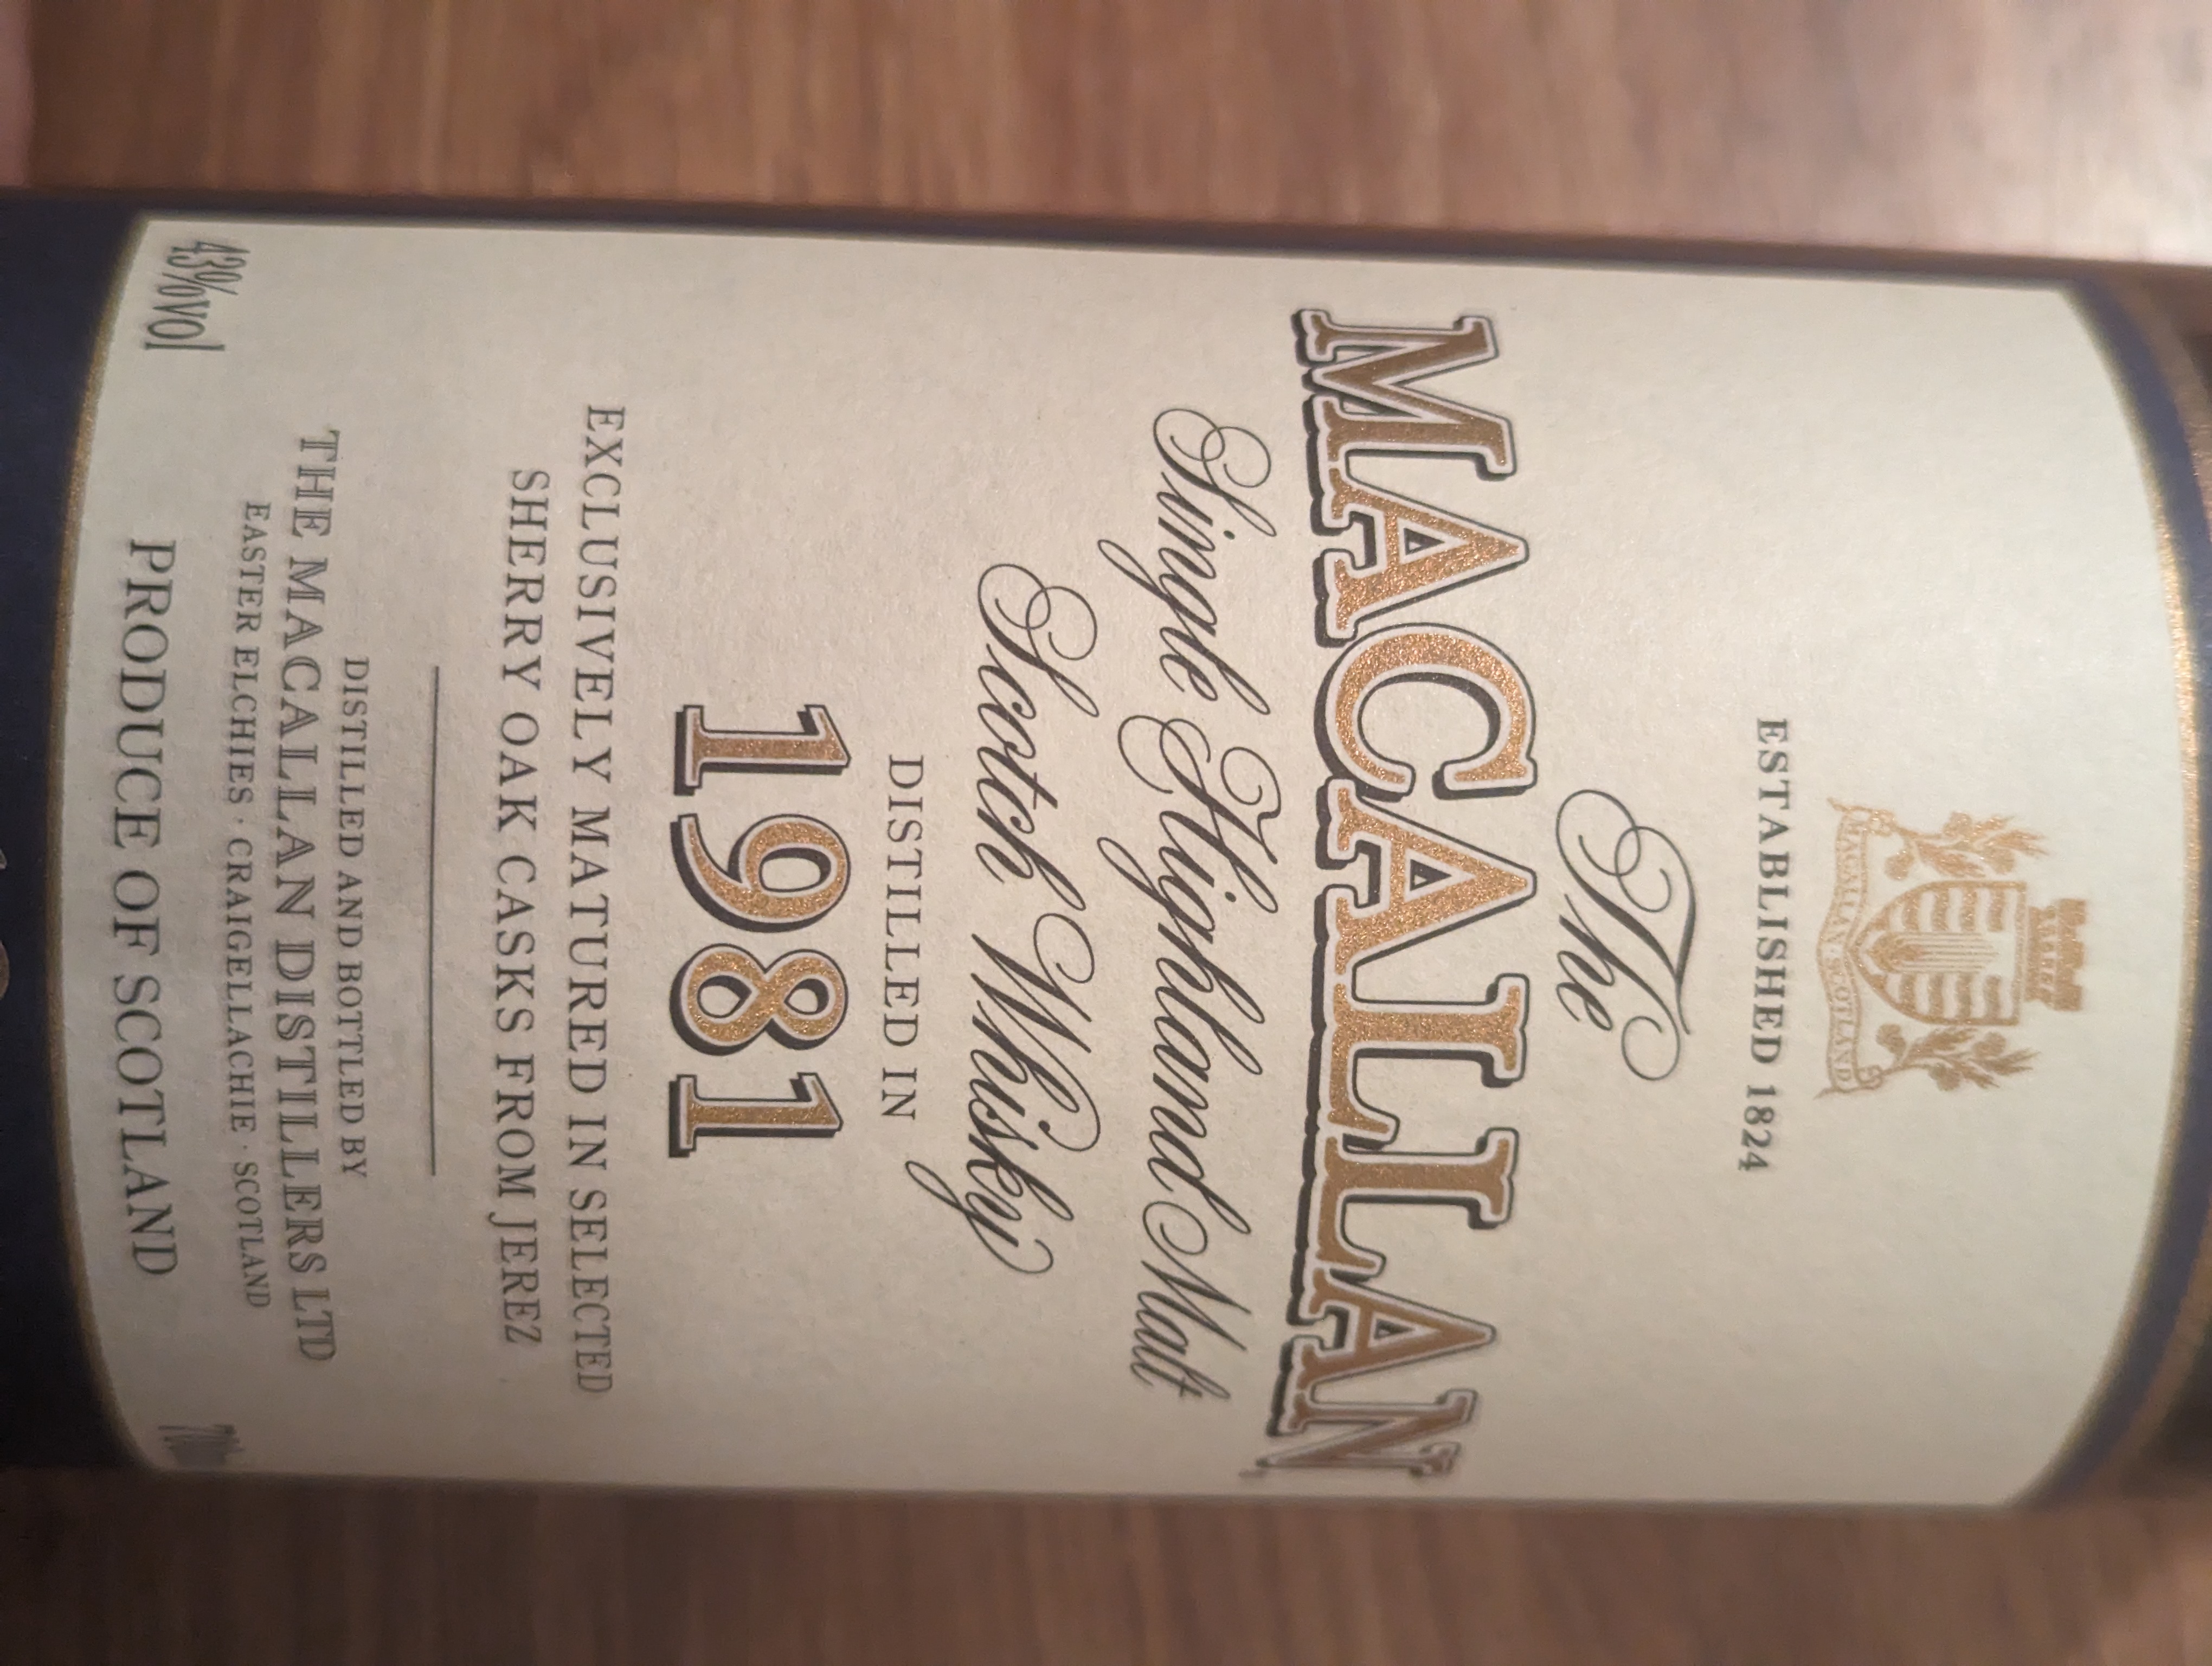 MACALLAN SCOTLAND
ESTABLISHED 1824
The
MACALLAN
Single Highland Malt
Scotch Whisky
DISTILLED IN
1981
EXCLUSIVELY MATURED IN SELECTED
SHERRY OAK CASKS FROM JEREZ
DISTILLED AND BOTTLED BY
THE MACALLAN DISTILLERS LTD
EASTER ELCHIES · CRAIGELLACHIE · SCOTLAND
43%vol PRODUCE OF SCOTLAND